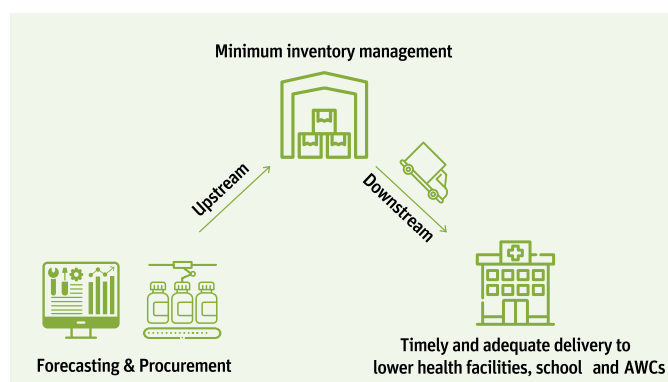 Minimum inventory management
Upstream
Downstream
Forecasting & Procurement
Timely and adequate delivery to
lower health facilities, school and AWCs